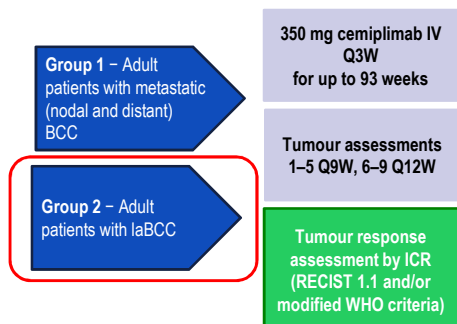 Group 1 – Adult
patients with metastatic
(nodal and distant)
BCC
Group 2 – Adult
patients with laBCC
350 mg cemiplimab IV
Q3W
for up to 93 weeks
Tumour assessments
1–5 Q9W, 6–9 Q12W
Tumour response
assessment by ICR
(RECIST 1.1 and/or
modified WHO criteria)